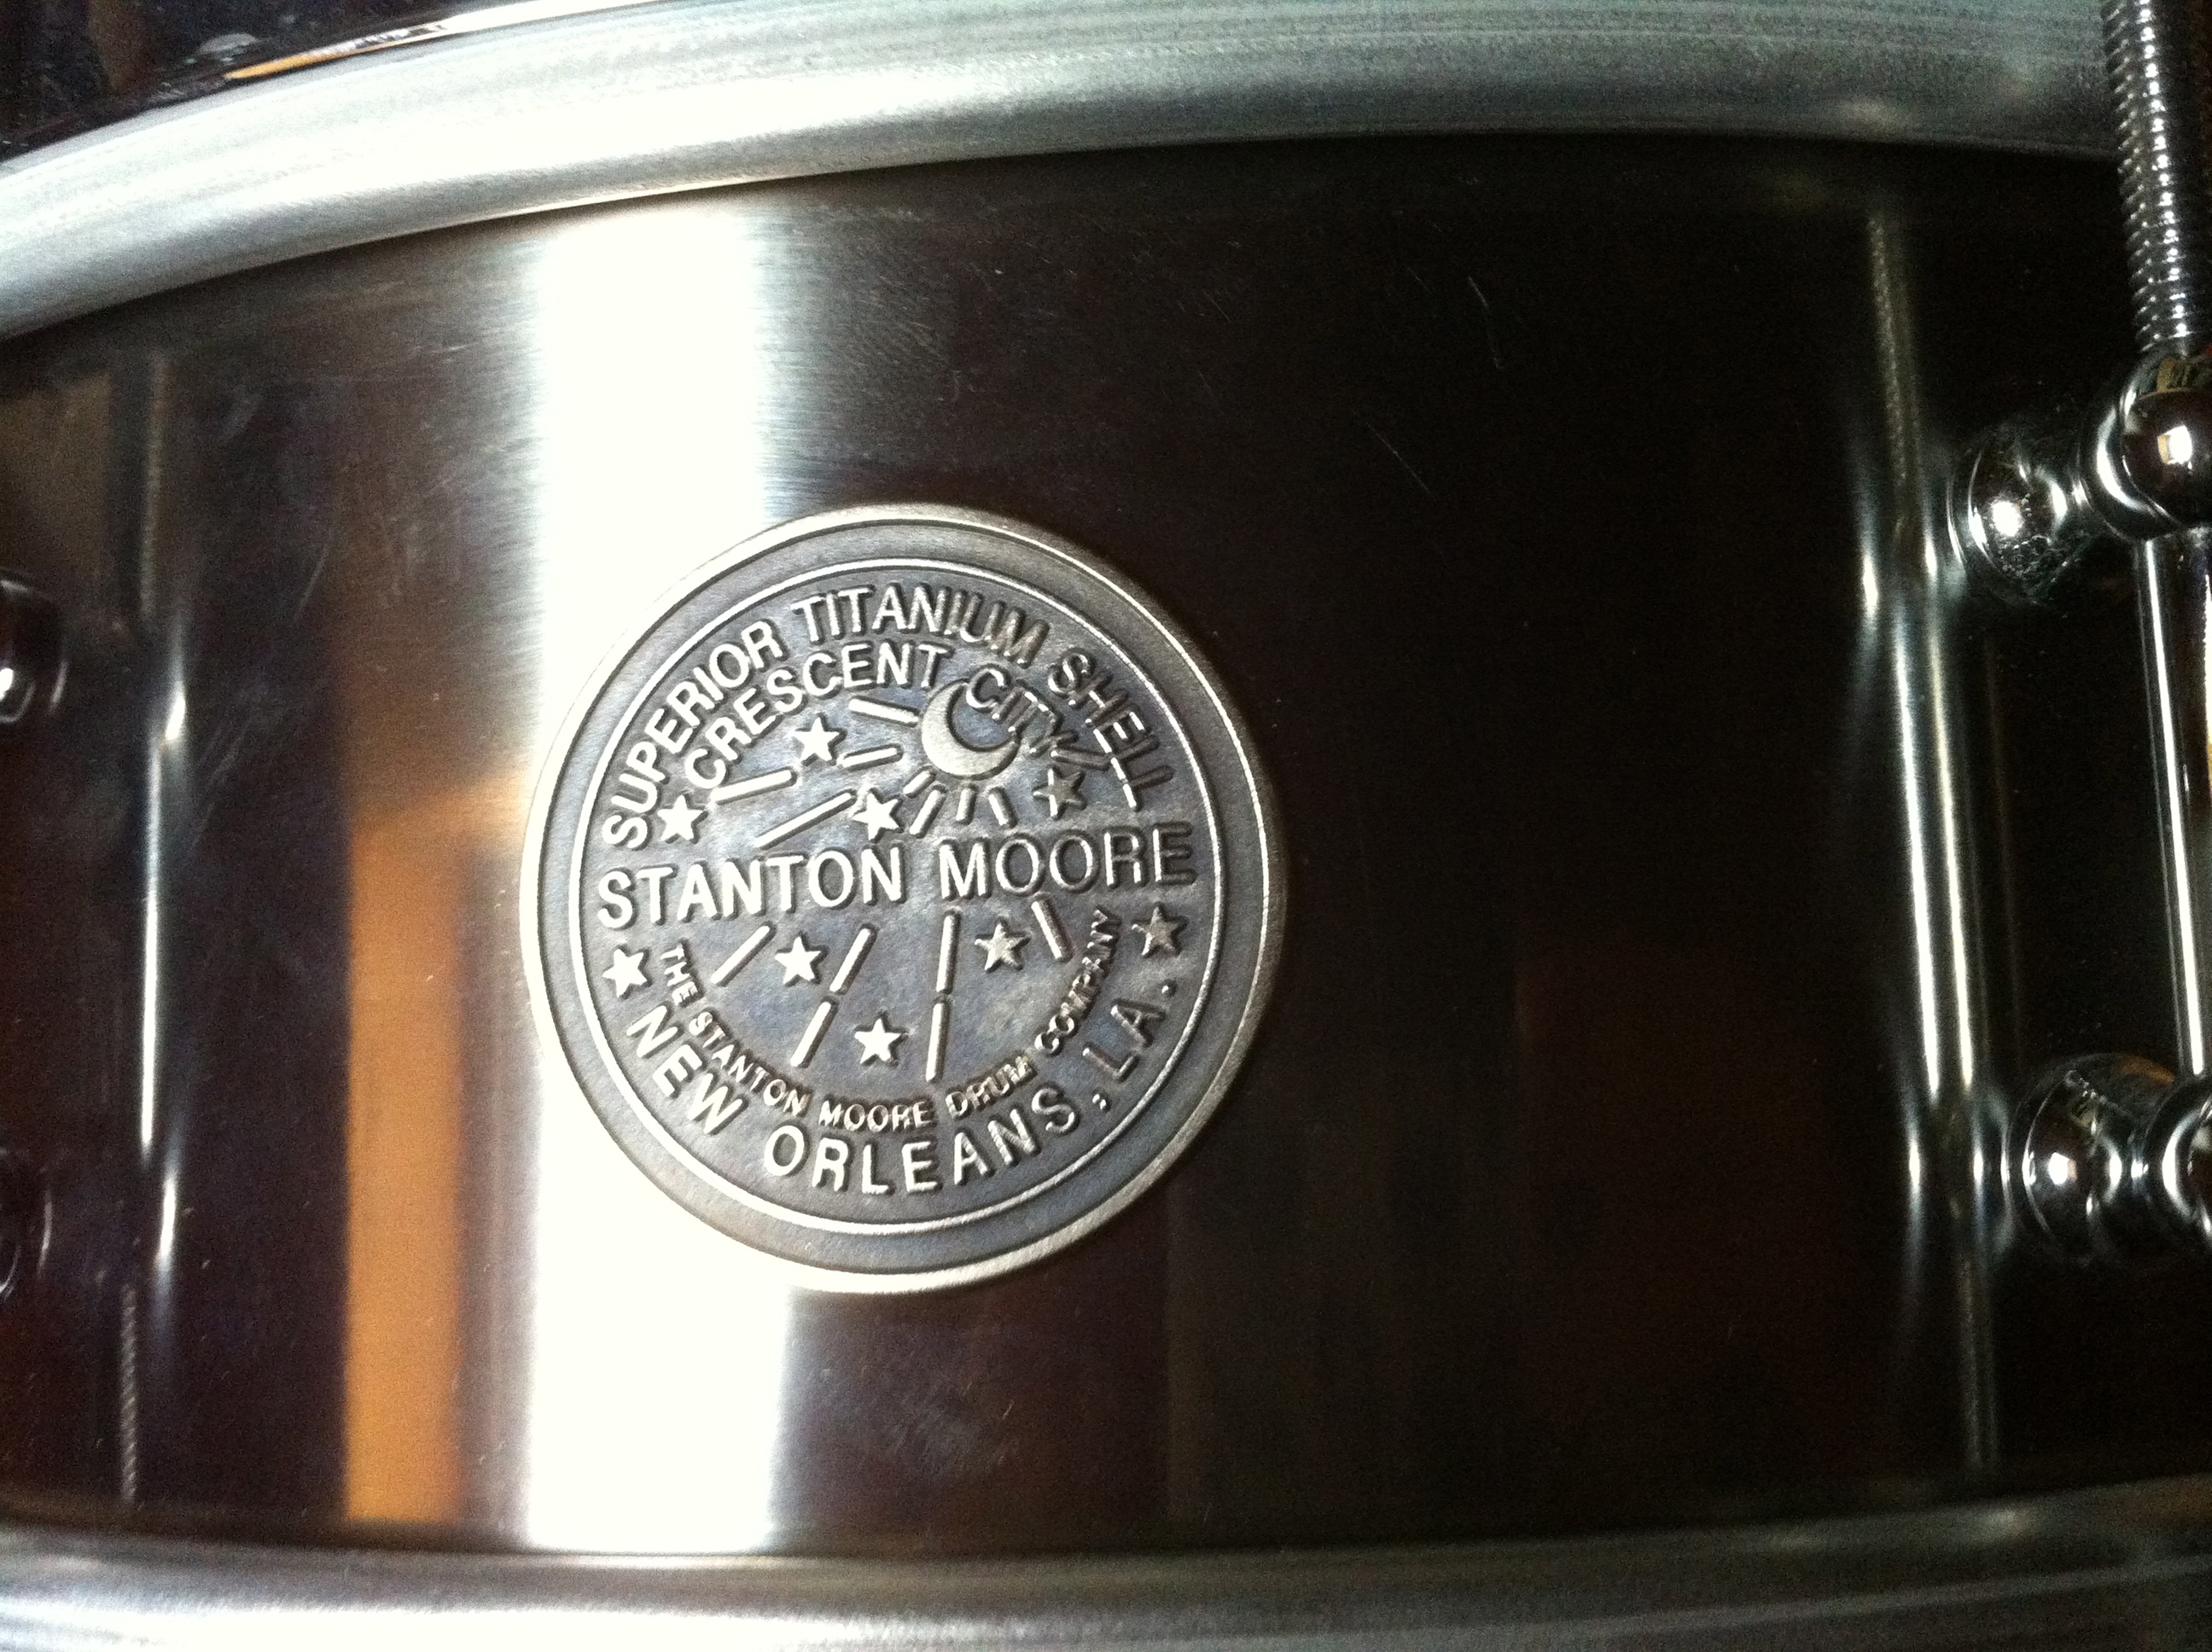 SUPERIOR TITANIUM SHELL
CRESCENT CITY
STANTON MOORE
THE STANTON MOORE DRUM COMPANY
NEW ORLEANS, LA.